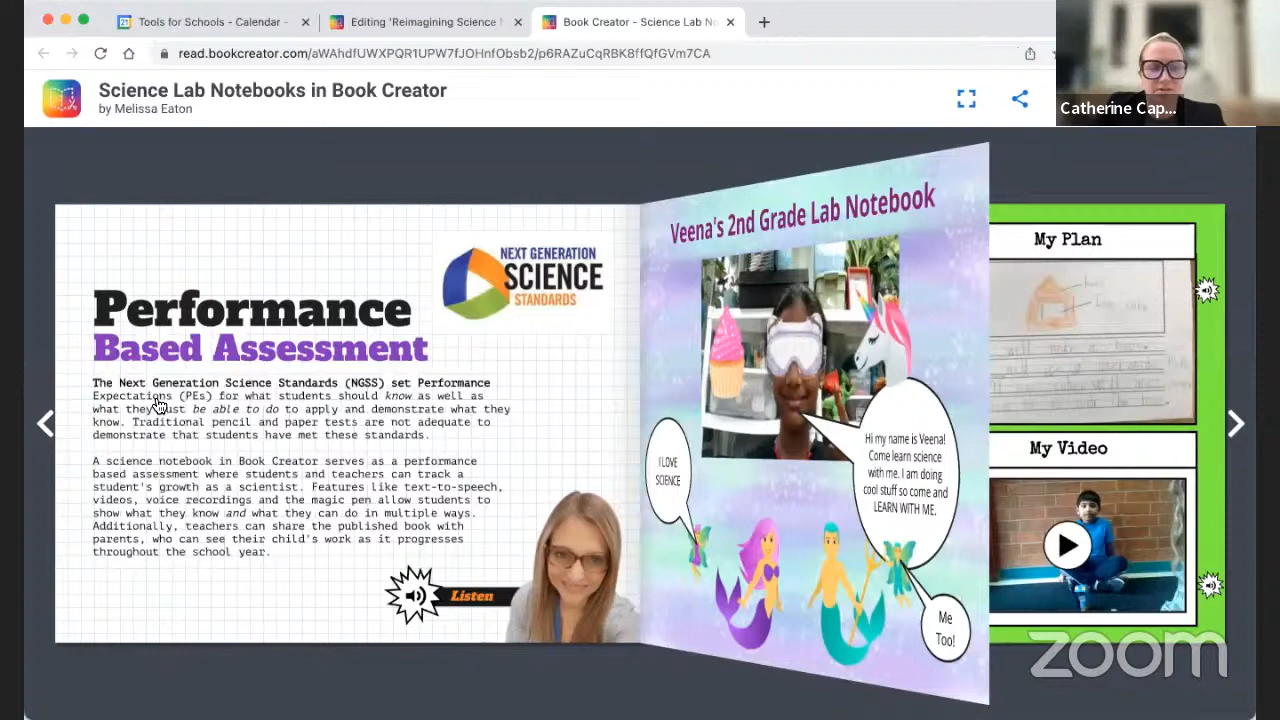 Tools for Schools - Calendar -
Editing 'Reimagining Science
Book Creator - Science Lab No
read.bookcreator.com/aWAhdfUWXPQR1UPW7fJOHnfObsb2/p6RAZuCqRBK8ffQfGVm7CA
Science Lab Notebooks in Book Creator
by Melissa Eaton
Catherine Cap...
NEXT GENERATION
SCIENCE
STANDARDS
Performance
Based Assessment
The Next Generation Science Standards (NGSS) set Performance
Expectations (PEs) for what students should know as well as
what they must be able to do to apply and demonstrate what they
know. Traditional pencil and paper tests are not adequate to
demonstrate that students have met these standards.
A science notebook in Book Creator serves as a performance
based assessment where students and teachers can track a
student's growth as a scientist. Features like text-to-speech,
videos, voice recordings and the magic pen allow students to
show what they know and what they can do in multiple ways.
Additionally, teachers can share the published book with
parents, who can see their child's work as it progresses
throughout the school year.
Listen
Veena's 2nd Grade Lab Notebook
I LOVE
SCIENCE
Hi my name is Veena!
Come learn science
with me. I am doing
cool stuff so come and
LEARN WITH ME.
Me
Too!
My Plan
will make a
My Video
zoom